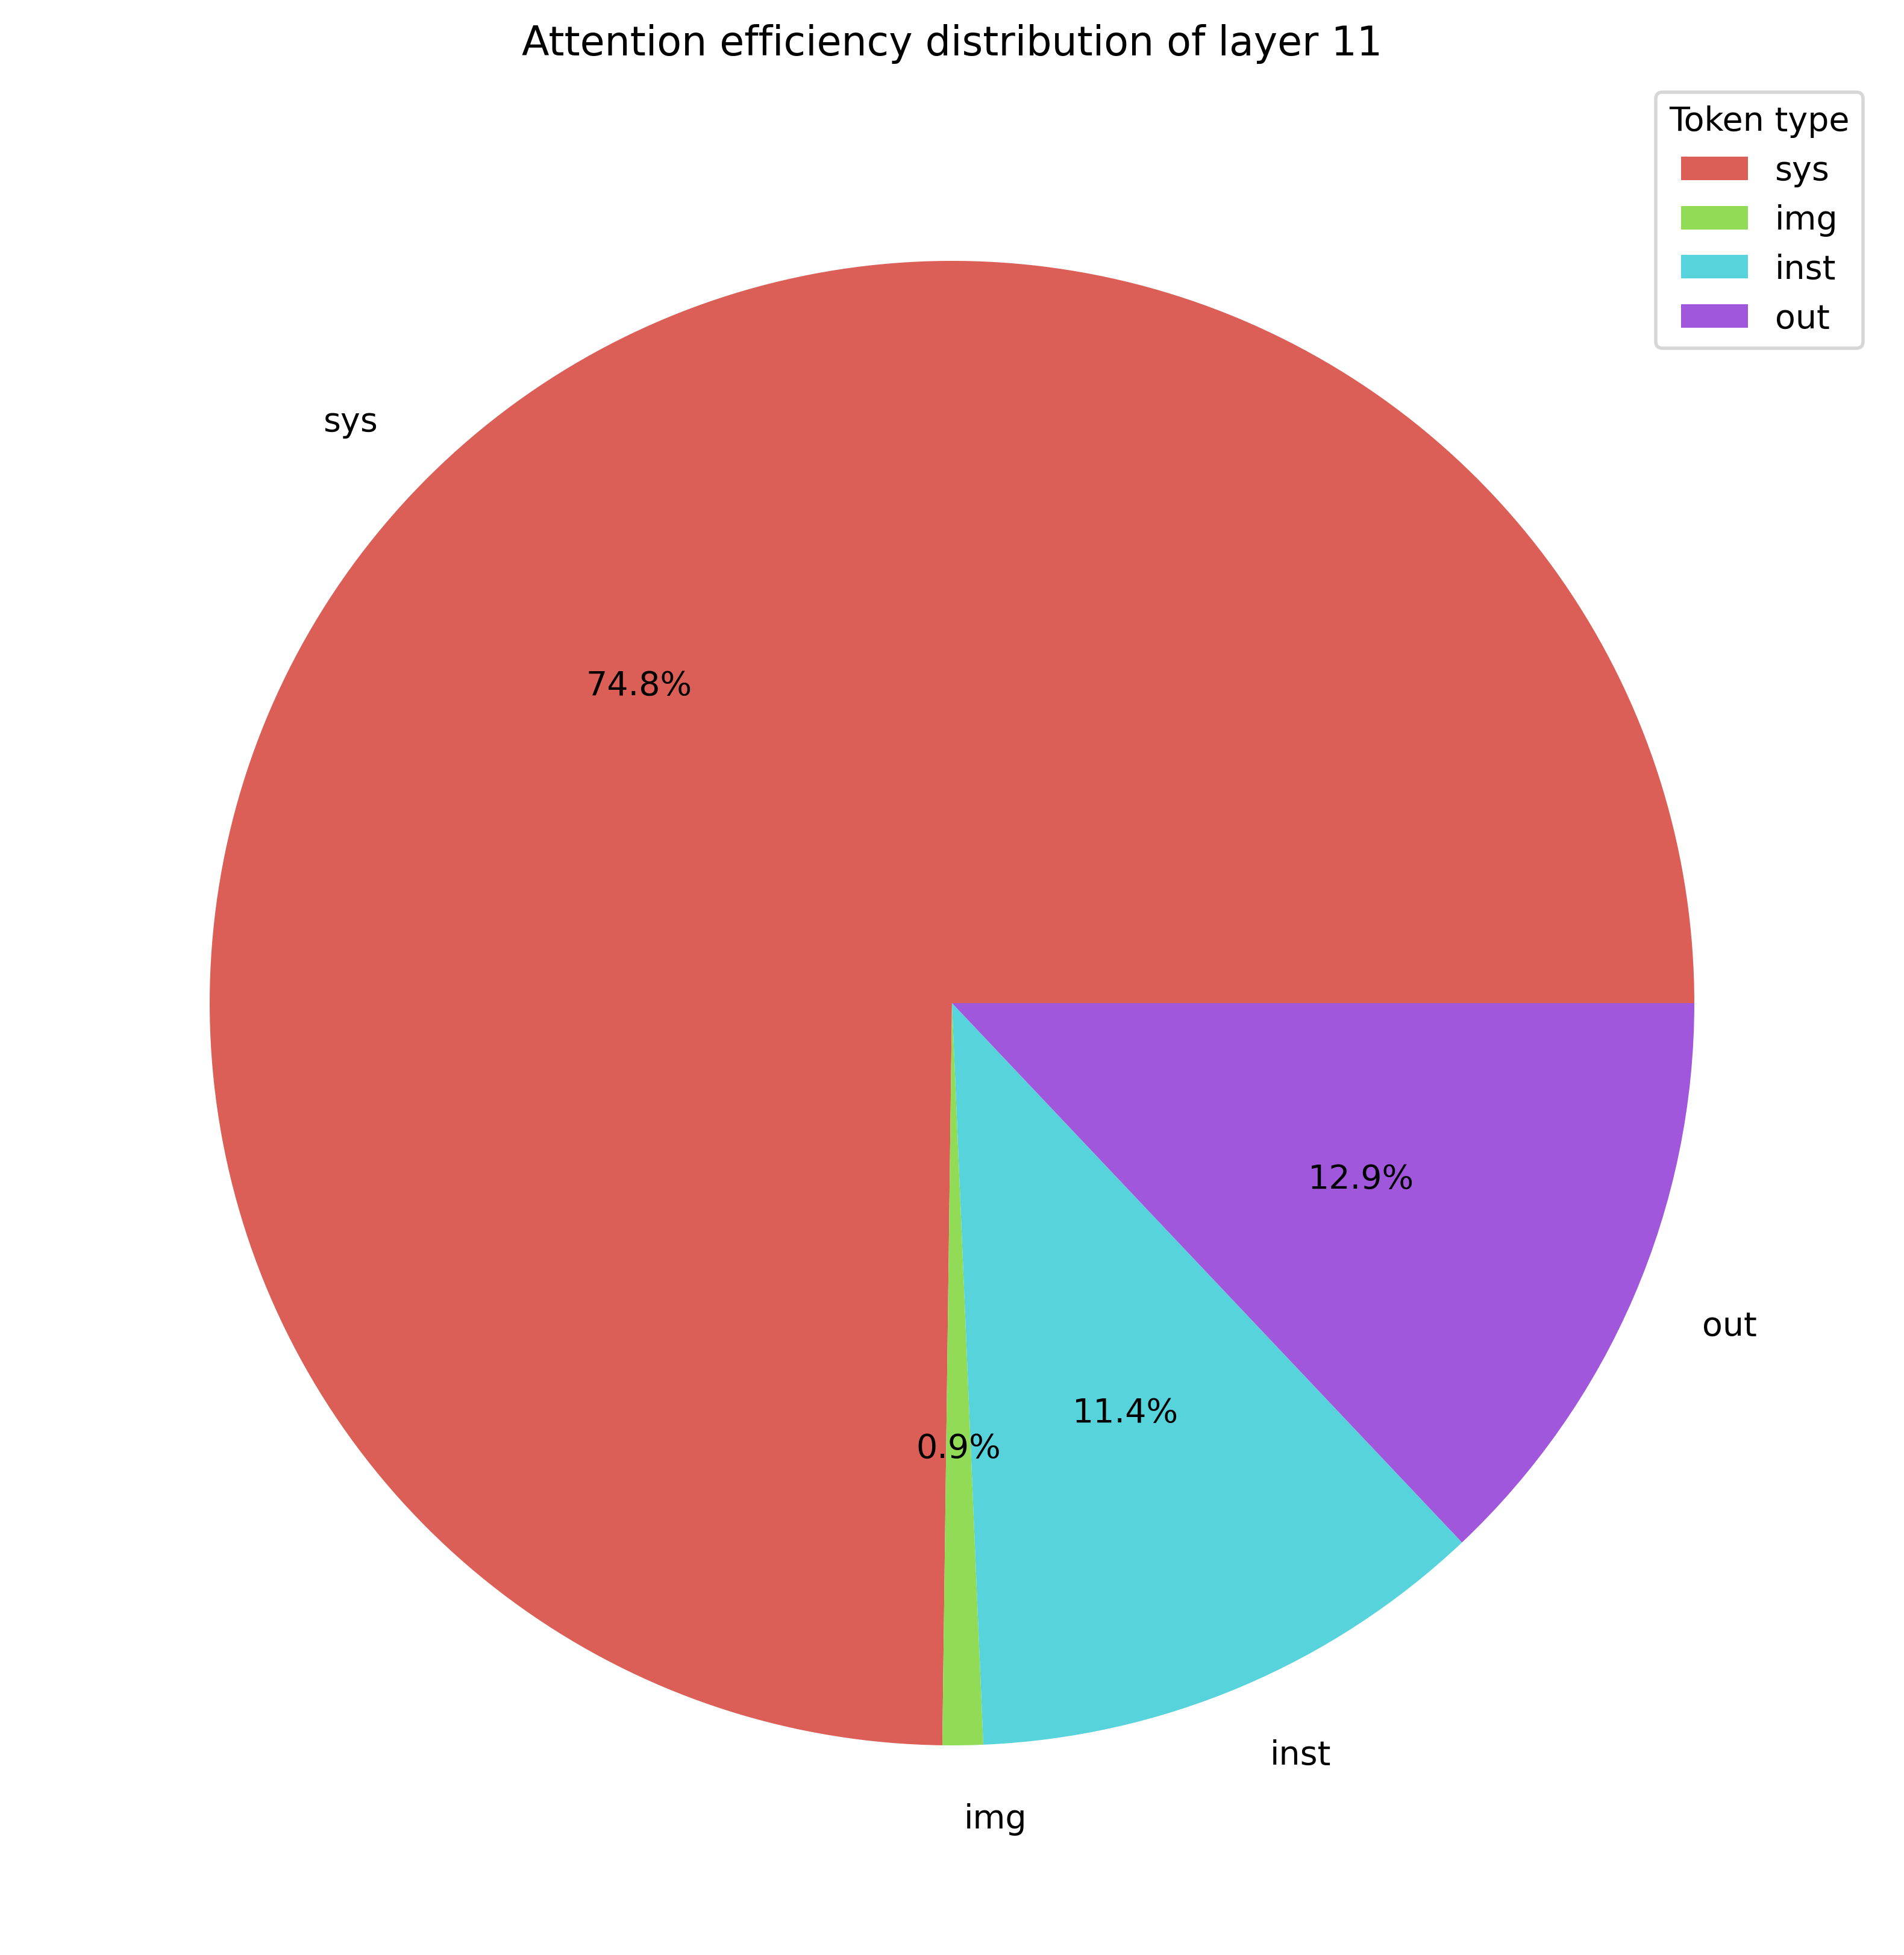 Attention efficiency distribution of layer 11
Token type
sys
img
inst
out
sys
74.8%
12.9%
out
11.4%
0.9%
inst
img